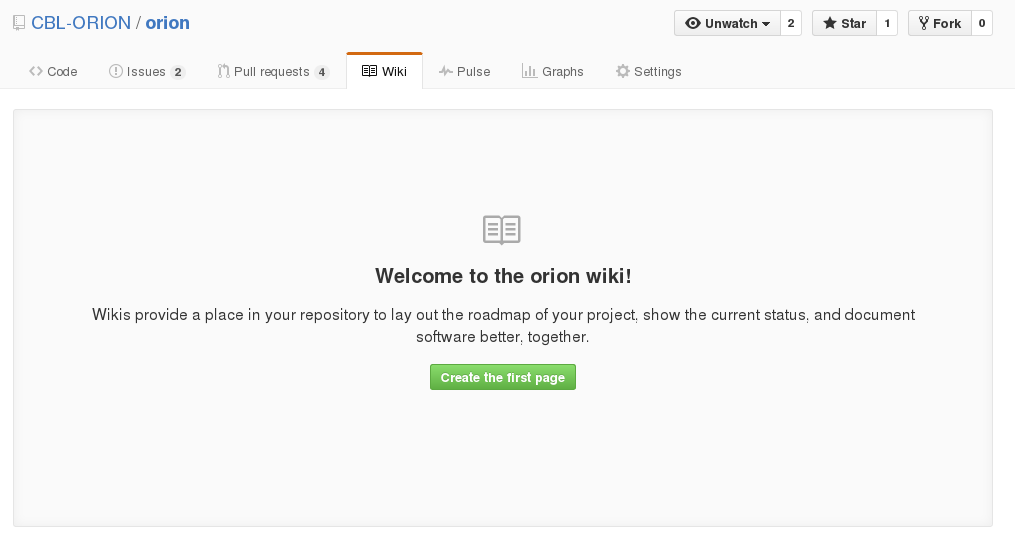 CBL-ORION / orion
Unwatch 2 Star 1 Fork 0
Code Issues 2 Pull requests 4 Wiki Pulse Graphs Settings
Welcome to the orion wiki!
Wikis provide a place in your repository to lay out the roadmap of your project, show the current status, and document
software better, together.
Create the first page